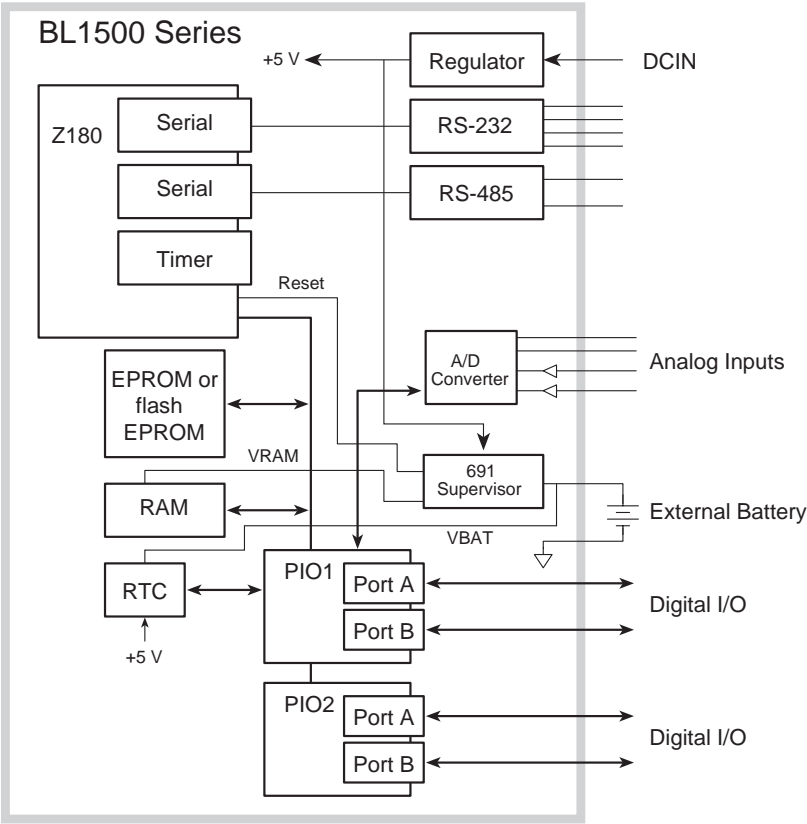 BL1500 Series
+5 V
Regulator
DCIN
Z180
Serial
RS-232
Serial
RS-485
Timer
Reset
A/D
Converter
Analog Inputs
EPROM or
flash
EPROM
VRAM
691
Supervisor
RAM
External Battery
VBAT
RTC
+5 V
PIO1
Port A
Port B
Digital I/O
PIO2
Port A
Port B
Digital I/O